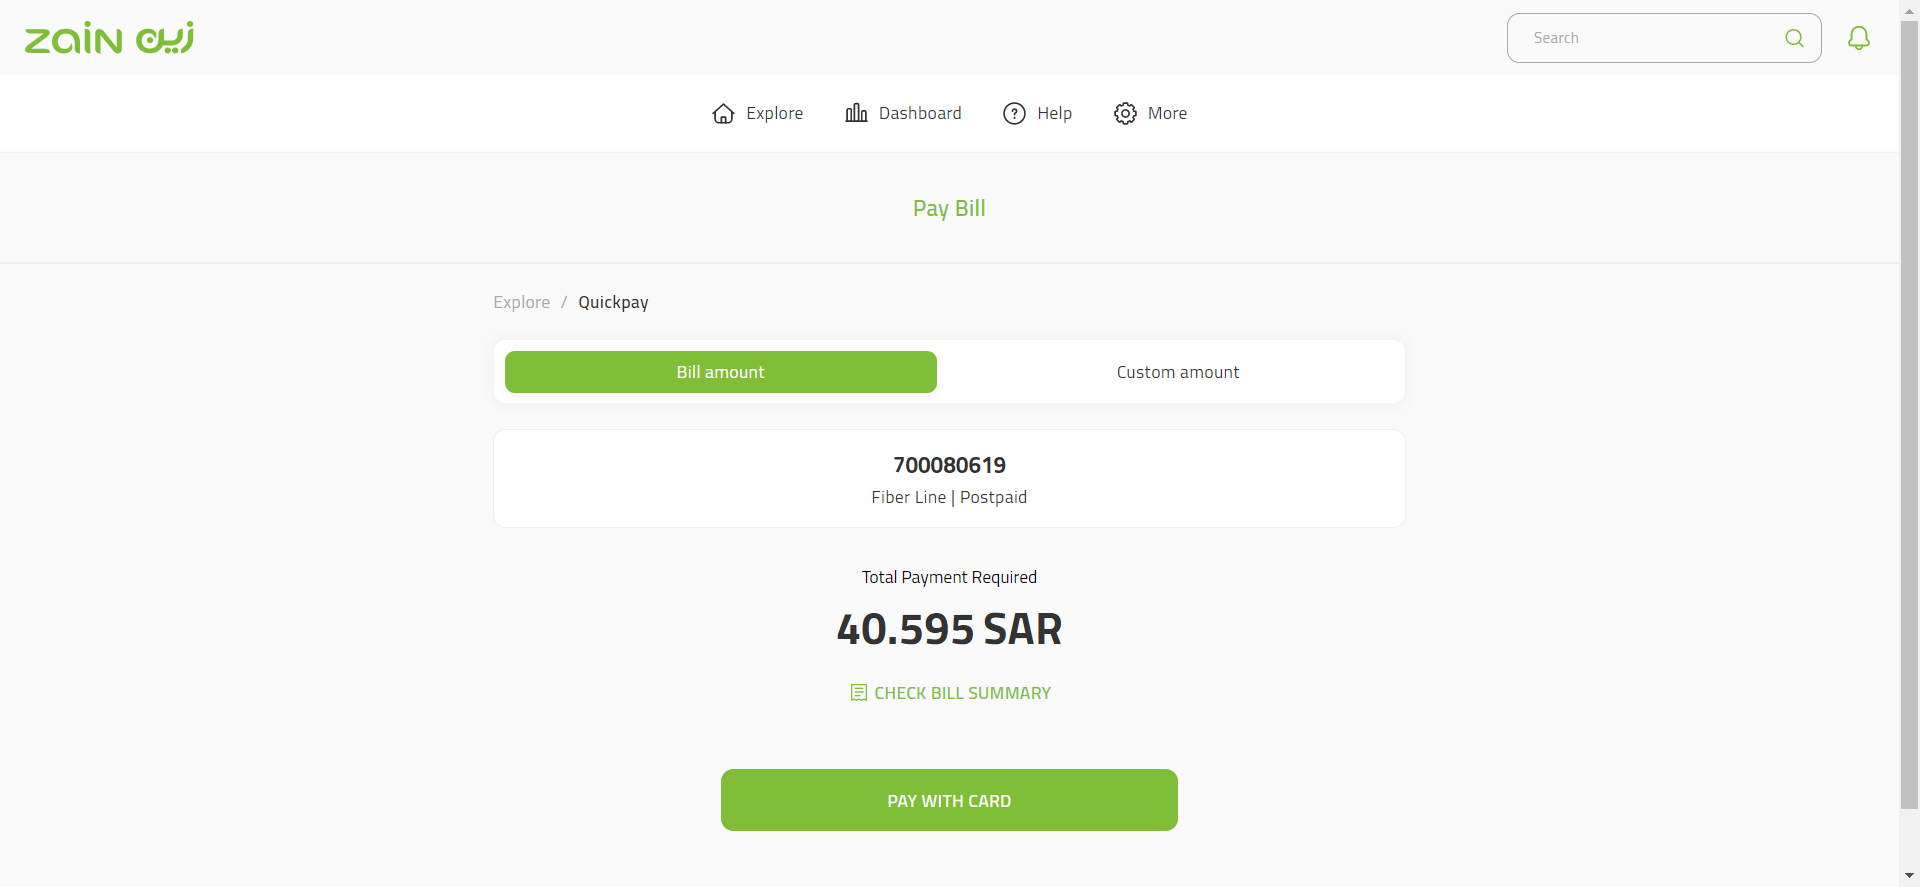 zain زين
Search
Explore
Dashboard
Help
More
Pay Bill
Explore / Quickpay
Bill amount
Custom amount
700080619
Fiber Line | Postpaid
Total Payment Required
40.595 SAR
CHECK BILL SUMMARY
PAY WITH CARD